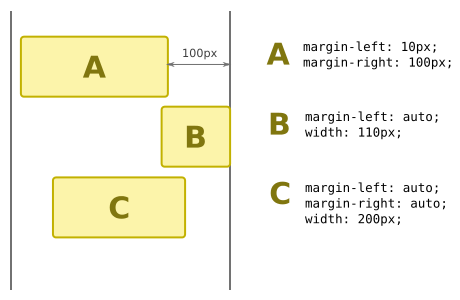 A
100px
B
C
A
margin-left: 10px;
margin-right: 100px;
B
margin-left: auto;
width: 110px;
C
margin-left: auto;
margin-right: auto;
width: 200px;